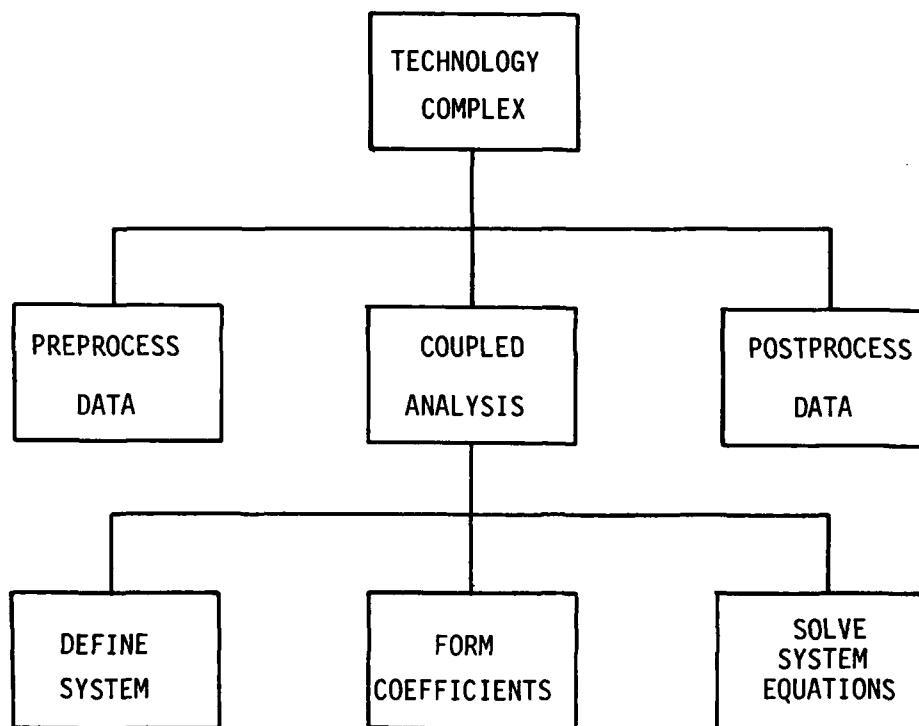 TECHNOLOGY
COMPLEX
PREPROCESS
DATA
COUPLED
ANALYSIS
POSTPROCESS
DATA
DEFINE
SYSTEM
FORM
COEFFICIENTS
SOLVE
SYSTEM
EQUATIONS